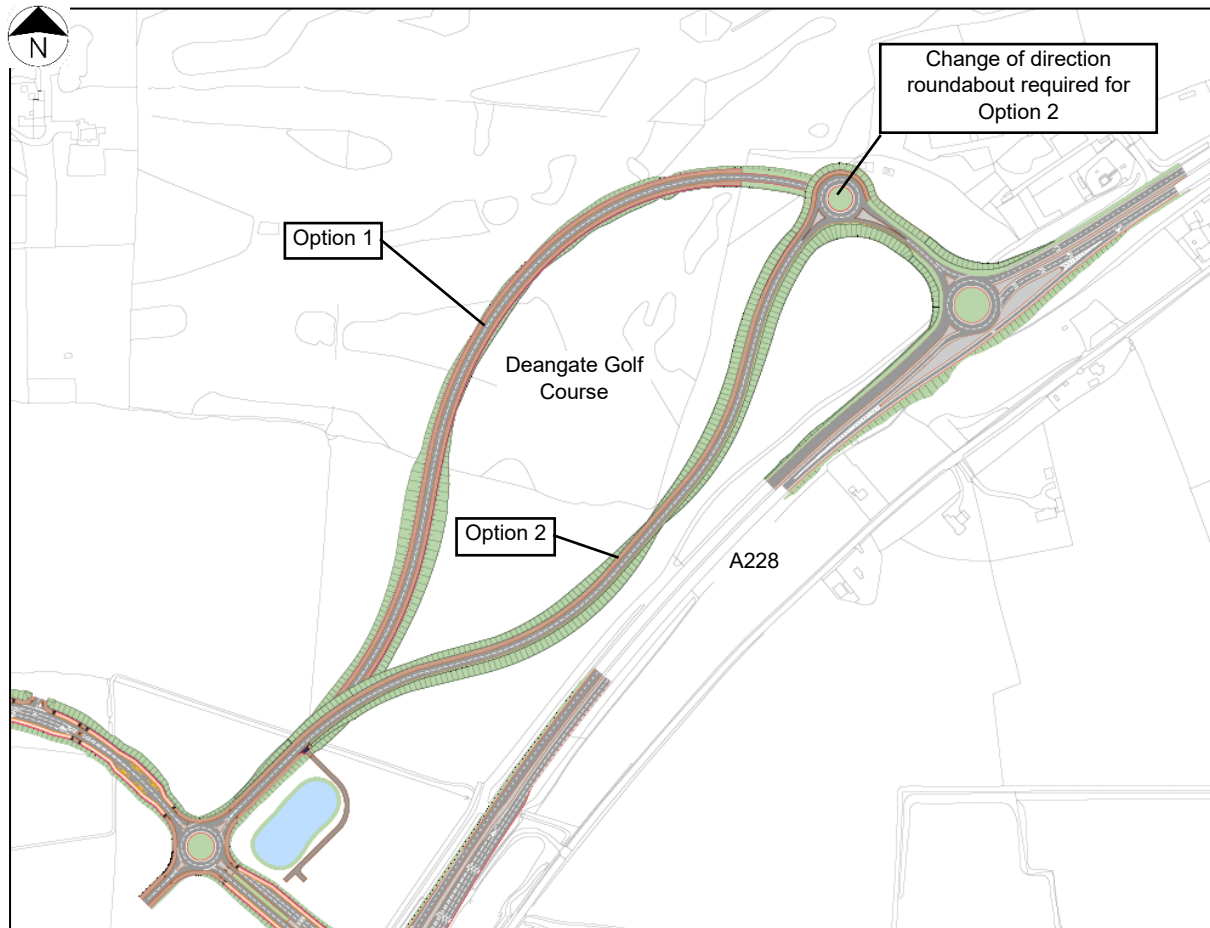 N
Change of direction
roundabout required for
Option 2
Option 1
Deangate Golf
Course
Option 2
A228